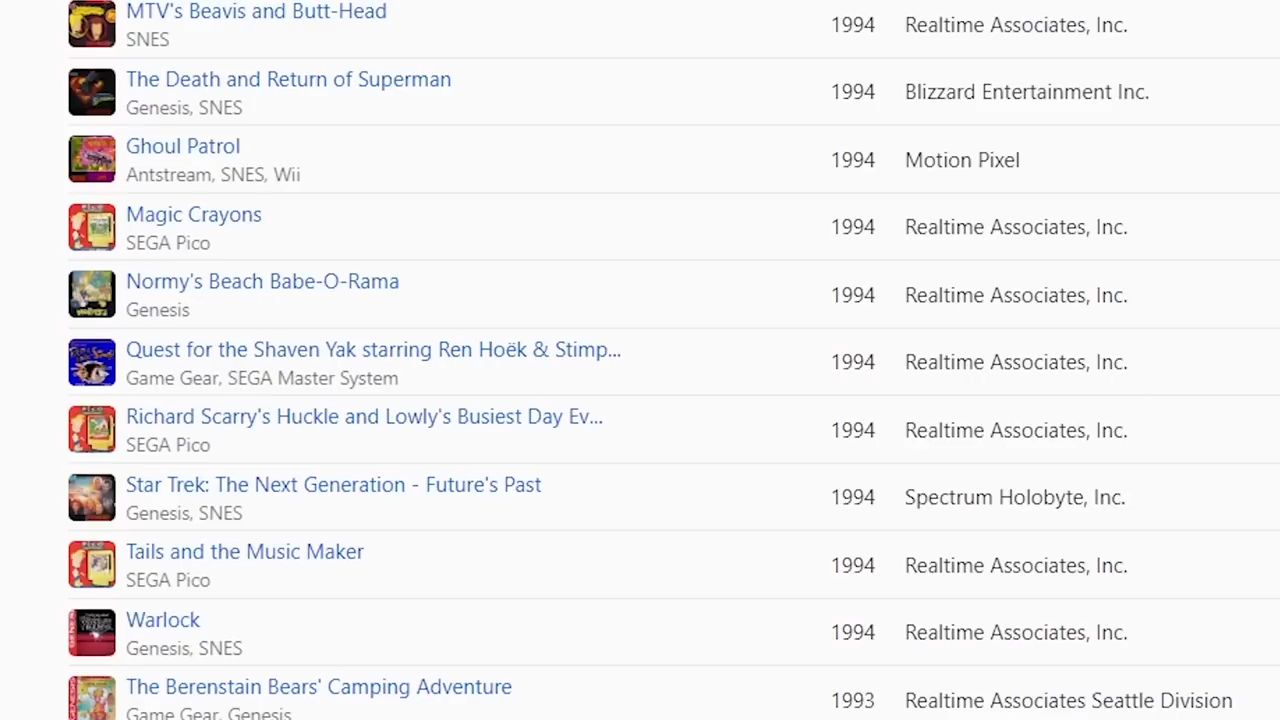 MTV's Beavis and Butt-Head
SNES
1994
Realtime Associates, Inc.
The Death and Return of Superman
Genesis, SNES
1994
Blizzard Entertainment Inc.
Ghoul Patrol
Antstream, SNES, Wii
1994
Motion Pixel
Magic Crayons
SEGA Pico
1994
Realtime Associates, Inc.
Normy's Beach Babe-O-Rama
Genesis
1994
Realtime Associates, Inc.
Quest for the Shaven Yak starring Ren Hoëk & Stimp...
Game Gear, SEGA Master System
1994
Realtime Associates, Inc.
Richard Scarry's Huckle and Lowly's Busiest Day Ev...
SEGA Pico
1994
Realtime Associates, Inc.
Star Trek: The Next Generation - Future's Past
Genesis, SNES
1994
Spectrum Holobyte, Inc.
Tails and the Music Maker
SEGA Pico
1994
Realtime Associates, Inc.
Warlock
Genesis, SNES
1994
Realtime Associates, Inc.
The Berenstain Bears' Camping Adventure
Game Gear, Genesis
1993
Realtime Associates Seattle Division